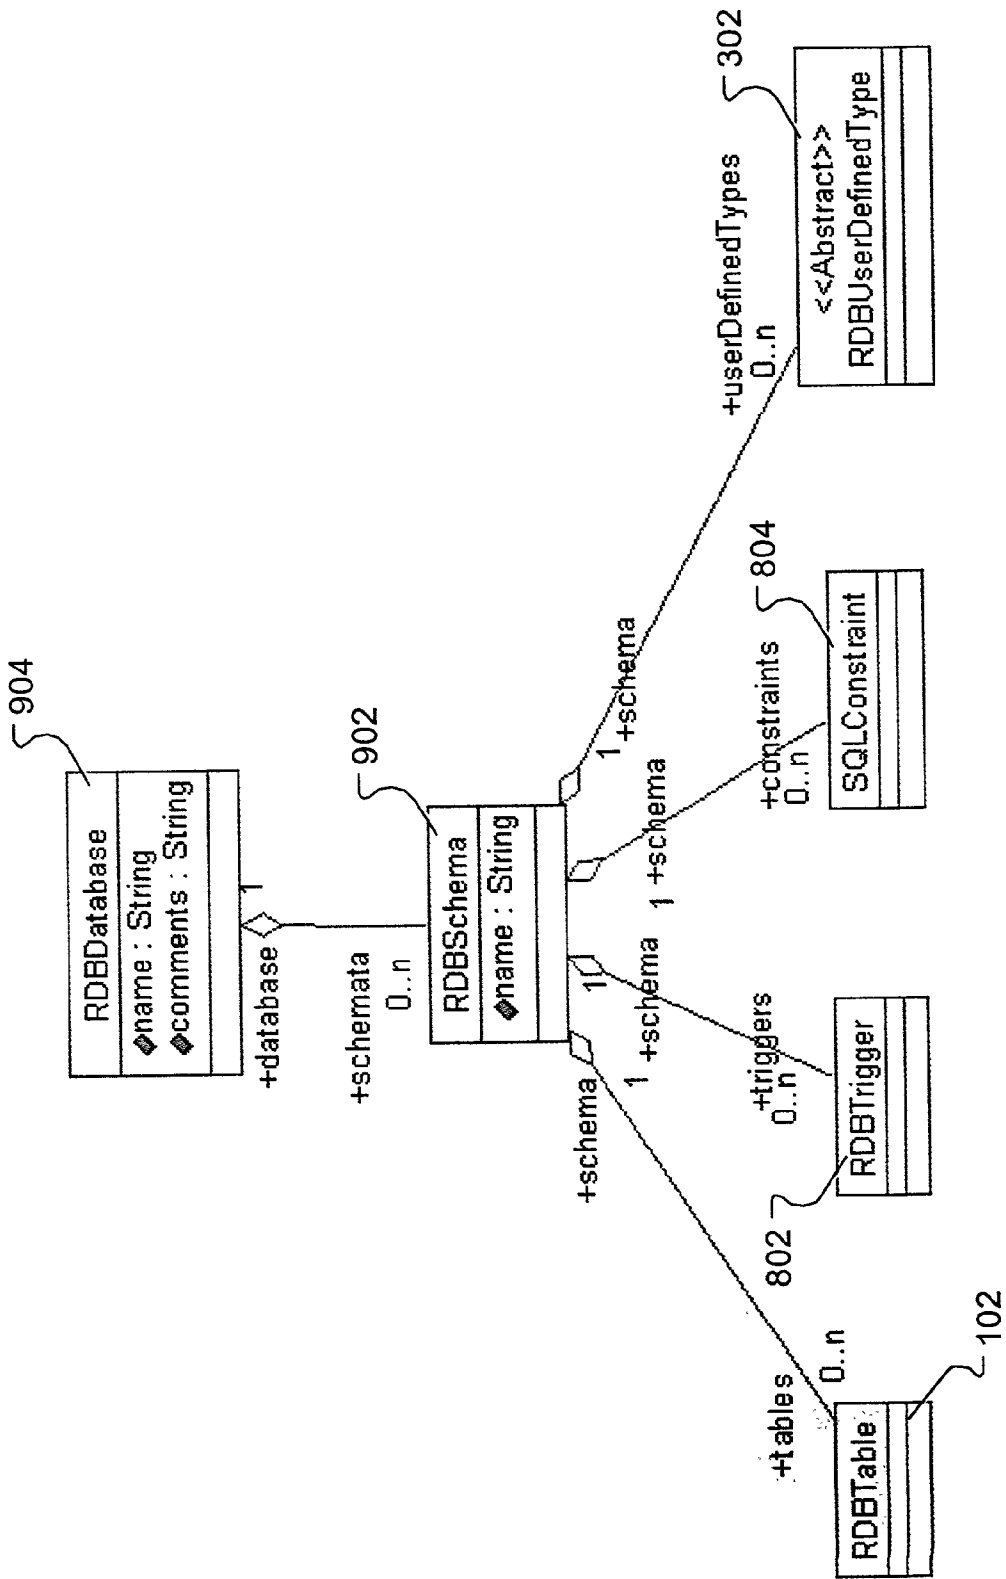 904
RDBDatabase
name : String
comments : String
+database
1
+schemata
0..n
902
RDBSchema
name : String
+schema
1
+schema
1
+schema
1
+schema
1
+tables
0..n
+triggers
0..n
+constraints
0..n
+userDefinedTypes
0..n
RDBTable
102
802
RDBTrigger
804
SQLConstraint
302
<<Abstract>>
RDBUserDefinedType